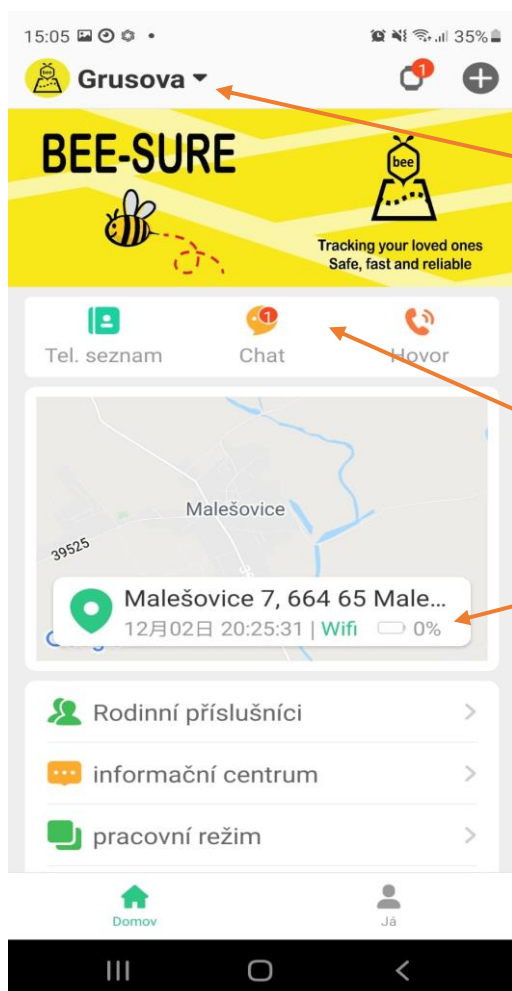 15:05 35%
bee
Grusova
1
BEE-SURE
bee
Tracking your loved ones
Safe, fast and reliable
1
Tel. seznam Chat Hovor
Malešovice
39525
Malešovice 7, 664 65 Male...
12月02日 20:25:31 | Wifi 0%
Rodinní příslušníci
informační centrum
pracovní režim
Domov Já